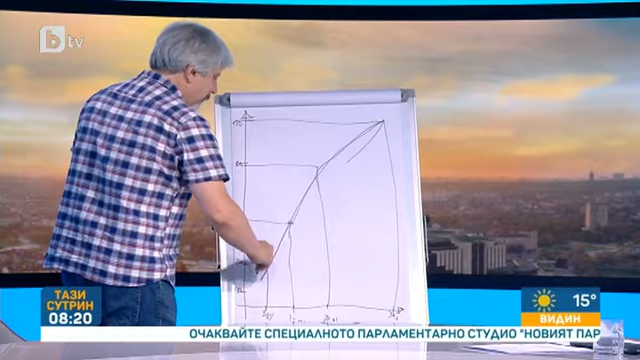 btv
ТАЗИ
СУТРИН
08:20
15°
ВИДИН
ОЧАКВАЙТЕ СПЕЦИАЛНОТО ПАРЛАМЕНТАРНО СТУДИО "НОВИЯТ ПАР